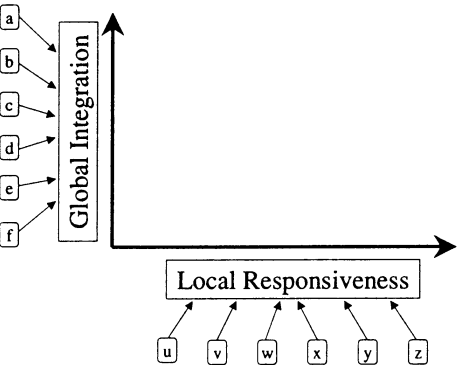 a
b
c
d
e
f
Global Integration
Local Responsiveness
u
v
w
x
y
z